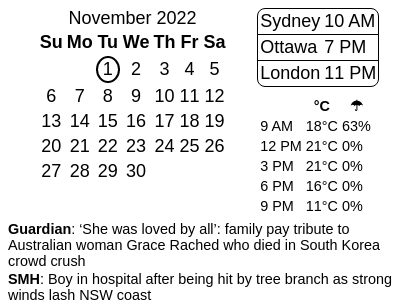 November 2022
Su Mo Tu We Th Fr Sa
1 2 3 4 5
6 7 8 9 10 11 12
13 14 15 16 17 18 19
20 21 22 23 24 25 26
27 28 29 30
Sydney 10 AM
Ottawa 7 PM
London 11 PM
°C ☂
9 AM 18°C 63%
12 PM 21°C 0%
3 PM 21°C 0%
6 PM 16°C 0%
9 PM 11°C 0%
Guardian: ‘She was loved by all’: family pay tribute to
Australian woman Grace Rached who died in South Korea
crowd crush
SMH: Boy in hospital after being hit by tree branch as strong
winds lash NSW coast